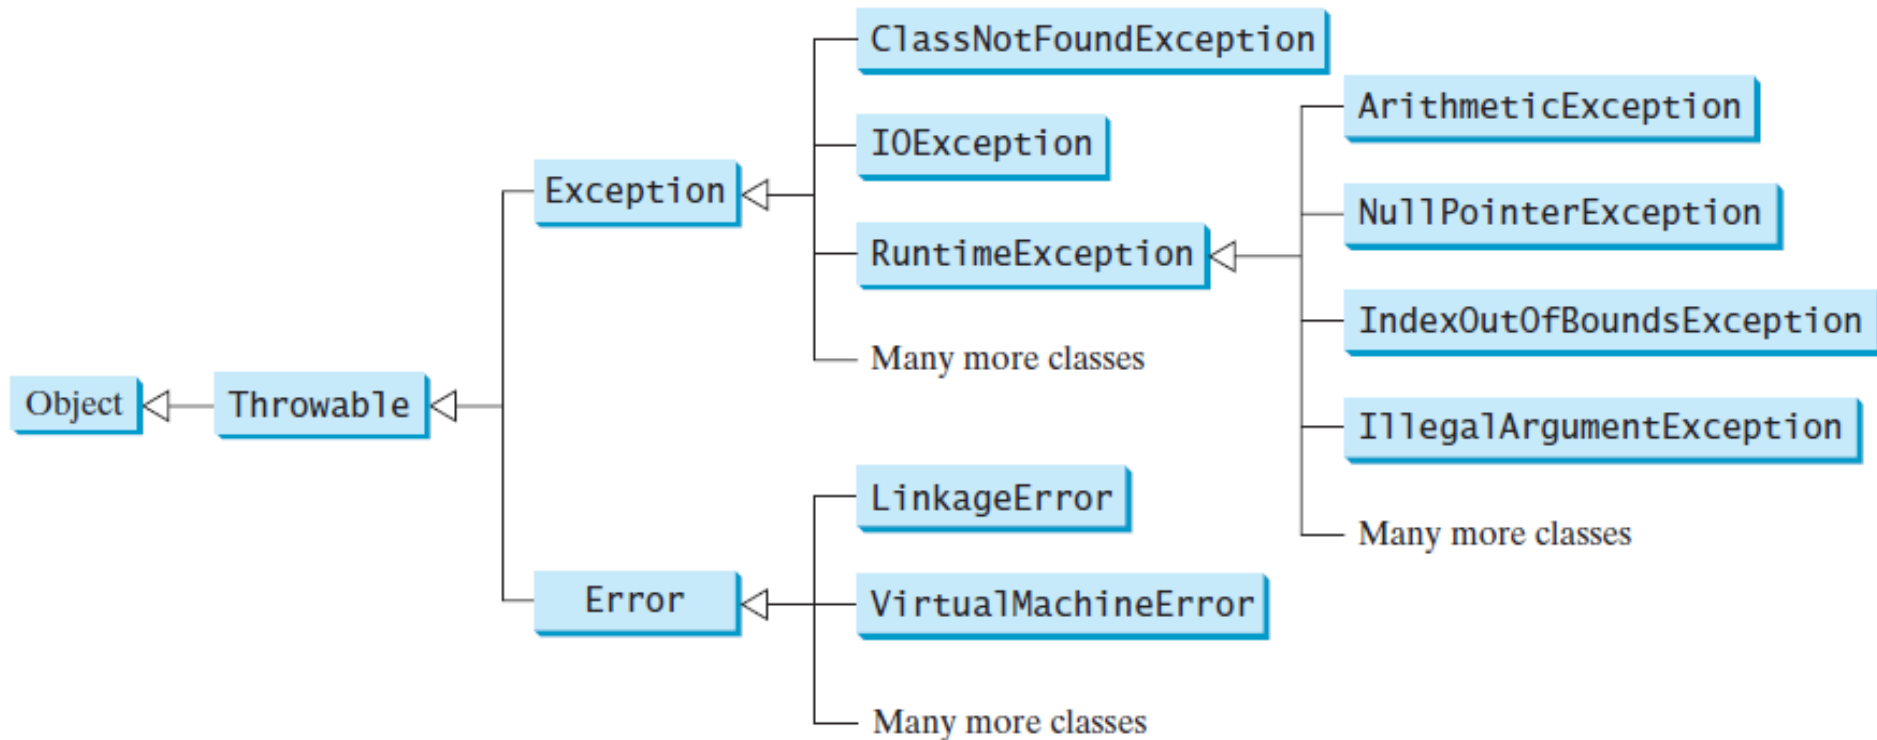 ClassNotFoundException
ArithmeticException
IOException
Exception
NullPointerException
RuntimeException
IndexOutOfBoundsException
Many more classes
Object
Throwable
IllegalArgumentException
LinkageError
Many more classes
Error
VirtualMachineError
Many more classes